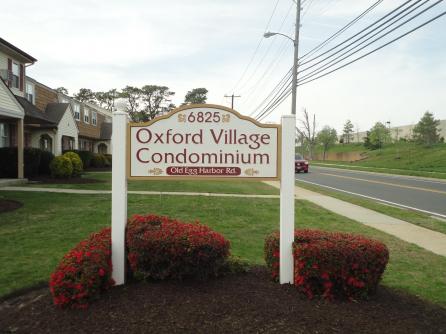 6825
Oxford Village
Condominium
Old Egg Harbor Rd.